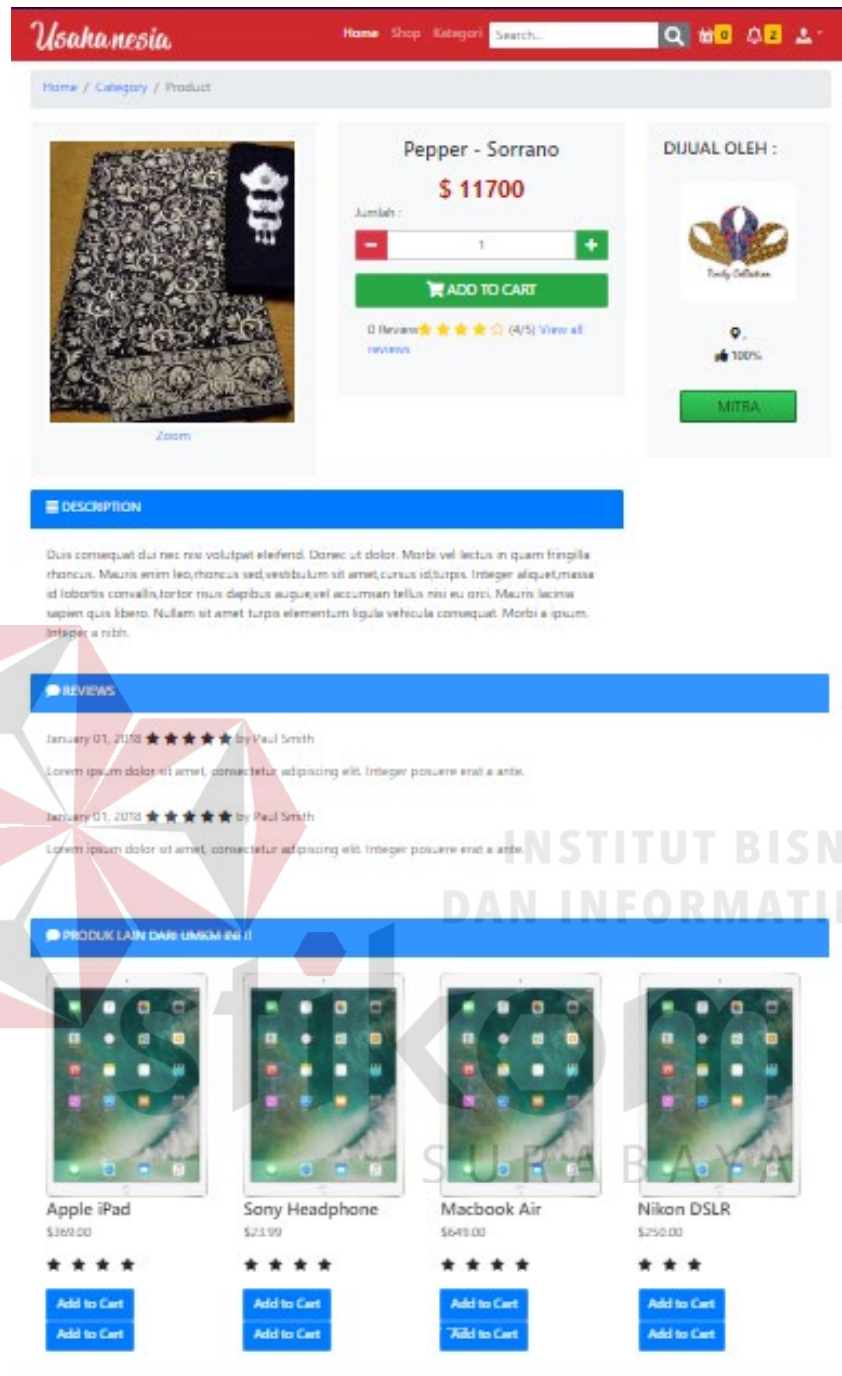 Usahanesia
Home Shop Kategori Search... 0 2
Home / Category / Product
Pepper - Sorrano
$ 11700
Jumlah :
1
ADD TO CART
0 Review (4/5) View all
reviews
Zoom
DIJUAL OLEH :
Collection
,
100%
MITRA
DESCRIPTION
Duis consequat dui nec nisi volutpat eleifend. Donec ut dolor. Morbi vel lectus in quam fringilla
rhoncus. Mauris enim leo,rhoncus sed,vestibulum sit amet,cursus id,turpis. Integer aliquet,massa
id lobortis convallis,tortor risus dapibus augue,vel accumsan tellus nisi eu orci. Mauris lacinia
sapien quis libero. Nullam sit amet turpis elementum ligula vehicula consequat. Morbi a ipsum.
Integer a nibh.
REVIEWS
January 01, 2018 by Paul Smith
Lorem ipsum dolor sit amet, consectetur adipiscing elit. Integer posuere erat a ante.
January 01, 2018 by Paul Smith
Lorem ipsum dolor sit amet, consectetur adipiscing elit. Integer posuere erat a ante.
INSTITUT BISN
DAN INFORMATIK
PRODUK LAIN DARI UMKM INI !!
stikom
SURABAYA
Apple iPad Sony Headphone Macbook Air Nikon DSLR
$369.00 $23.99 $649.00 $250.00
Add to Cart Add to Cart Add to Cart Add to Cart
Add to Cart Add to Cart Add to Cart Add to Cart